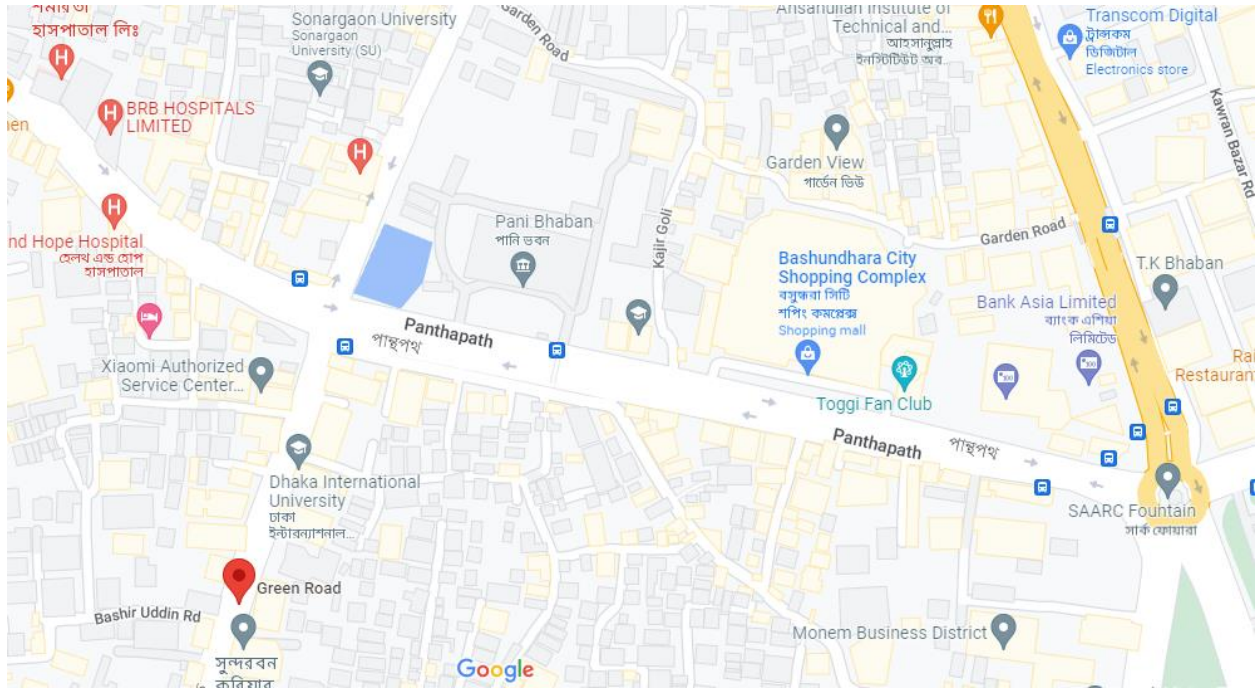 হাসপাতাল লিঃ
Sonargaon University
Sonargaon
University (SU)
Garden Road
Ahsanullah Institute of
Technical and...
আহসানুল্লাহ
ইনস্টিটিউট অব
Transcom Digital
ট্রান্সকম
ডিজিটাল
Electronics store
BRB HOSPITALS
LIMITED
Kawran Bazar Rd
Garden View
গার্ডেন ভিউ
Pani Bhaban
পানি ভবন
Kajir Goli
Garden Road
nd Hope Hospital
হেলথ এন্ড হোপ
হাসপাতাল
Bashundhara City
Shopping Complex
বসুন্ধরা সিটি
শপিং কমপ্লেক্স
Shopping mall
T.K Bhaban
Bank Asia Limited
ব্যাংক এশিয়া
লিমিটেড
Panthapath
পান্থপথ
Xiaomi Authorized
Service Center...
Restaurant
Toggi Fan Club
Panthapath
পান্থপথ
Dhaka International
University
ঢাকা
ইন্টারন্যাশনাল...
SAARC Fountain
সার্ক ফোয়ারা
Green Road
Bashir Uddin Rd
Monem Business District
সুন্দরবন
কুরিয়ার
Google